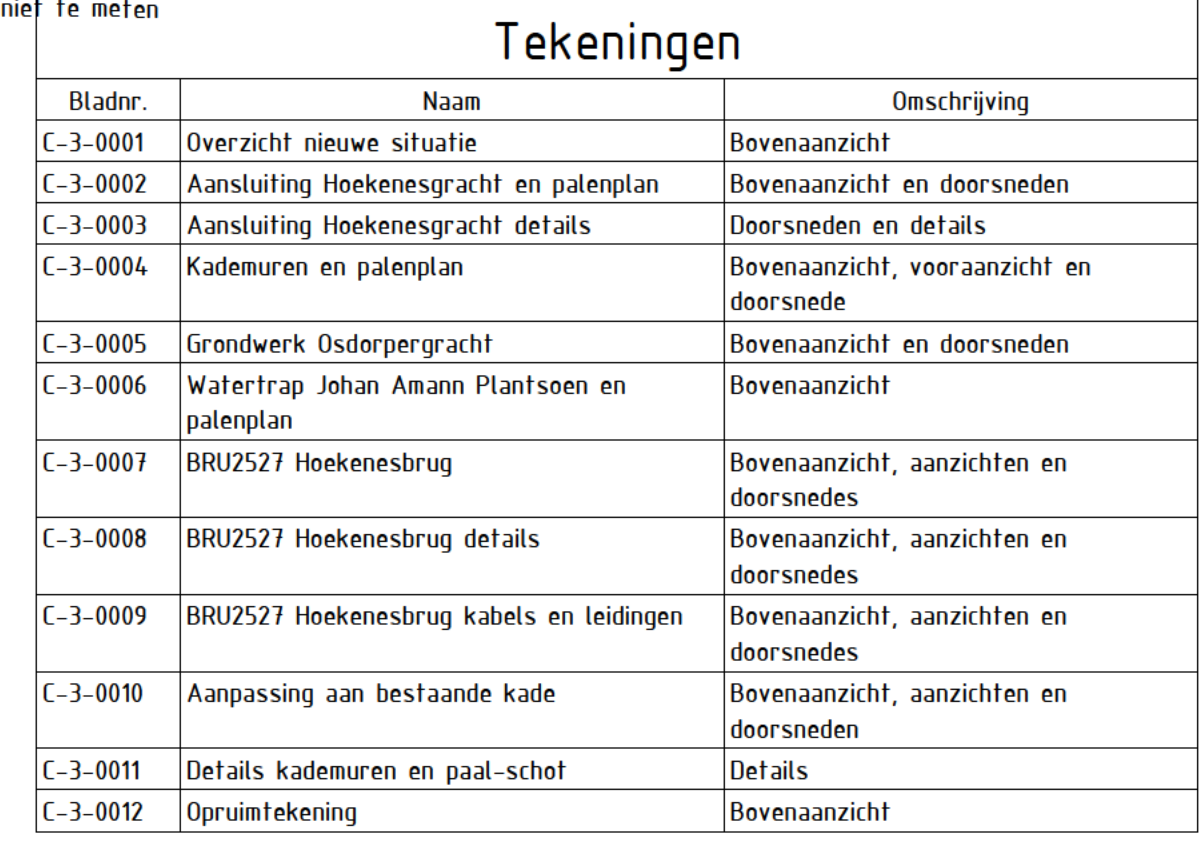 niet te meten
Tekeningen
Bladnr. Naam Omschrijving
C-3-0001 Overzicht nieuwe situatie Bovenaanzicht
C-3-0002 Aansluiting Hoekenesgracht en palenplan Bovenaanzicht en doorsneden
C-3-0003 Aansluiting Hoekenesgracht details Doorsneden en details
C-3-0004 Kademuren en palenplan Bovenaanzicht, vooraanzicht en
doorsnede
C-3-0005 Grondwerk Osdorpergracht Bovenaanzicht en doorsneden
C-3-0006 Watertrap Johan Amann Plantsoen en Bovenaanzicht
palenplan
C-3-0007 BRU2527 Hoekenesbrug Bovenaanzicht, aanzichten en
doorsnedes
C-3-0008 BRU2527 Hoekenesbrug details Bovenaanzicht, aanzichten en
doorsnedes
C-3-0009 BRU2527 Hoekenesbrug kabels en leidingen Bovenaanzicht, aanzichten en
doorsnedes
C-3-0010 Aanpassing aan bestaande kade Bovenaanzicht, aanzichten en
doorsneden
C-3-0011 Details kademuren en paal-schot Details
C-3-0012 Opruimtekening Bovenaanzicht